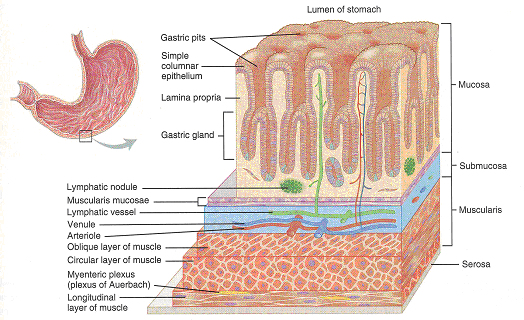 Lumen of stomach
Gastric pits
Simple
columnar
epithelium
Lamina propria
Gastric gland
Lymphatic nodule
Muscularis mucosae
Lymphatic vessel
Venule
Arteriole
Oblique layer of muscle
Circular layer of muscle
Myenteric plexus
(plexus of Auerbach)
Longitudinal
layer of muscle
Mucosa
Submucosa
Muscularis
Serosa